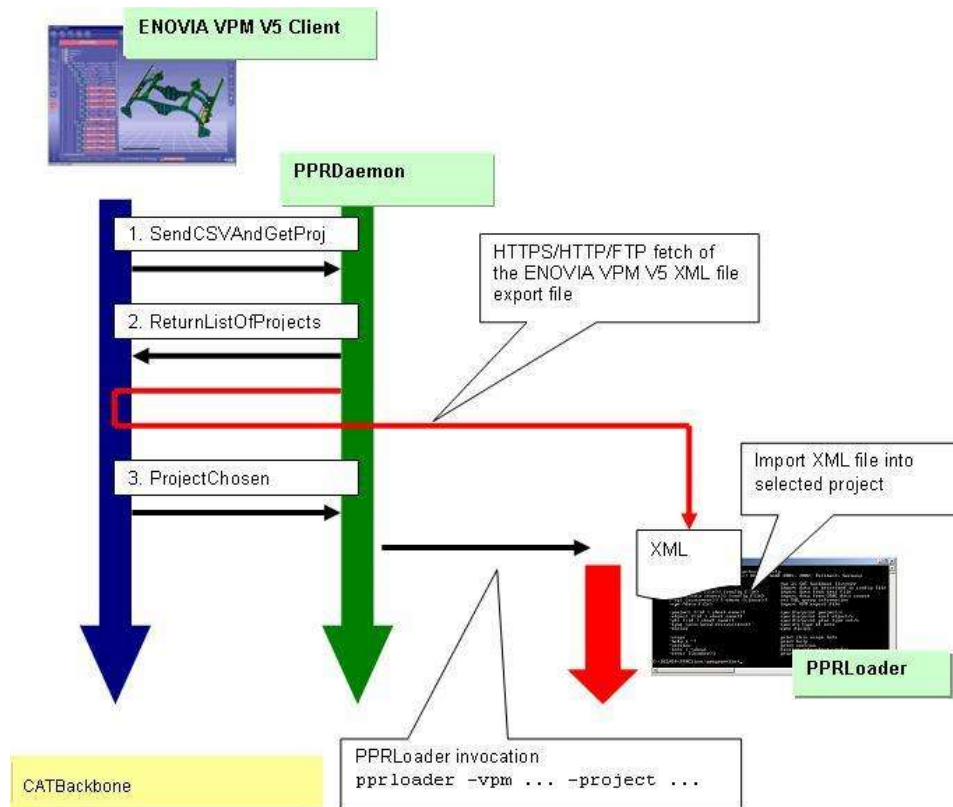 ENOVIA VPM V5 Client
PPRDaemon
1. SendCSVAndGetProj
HTTPS/HTTP/FTP fetch of
the ENOVIA VPM V5 XML file
export file
2. ReturnListOfProjects
3. ProjectChosen
Import XML file into
selected project
XML
PPRLoader
PPRLoader invocation
pprloader -vpm ... -project ...
CATBackbone